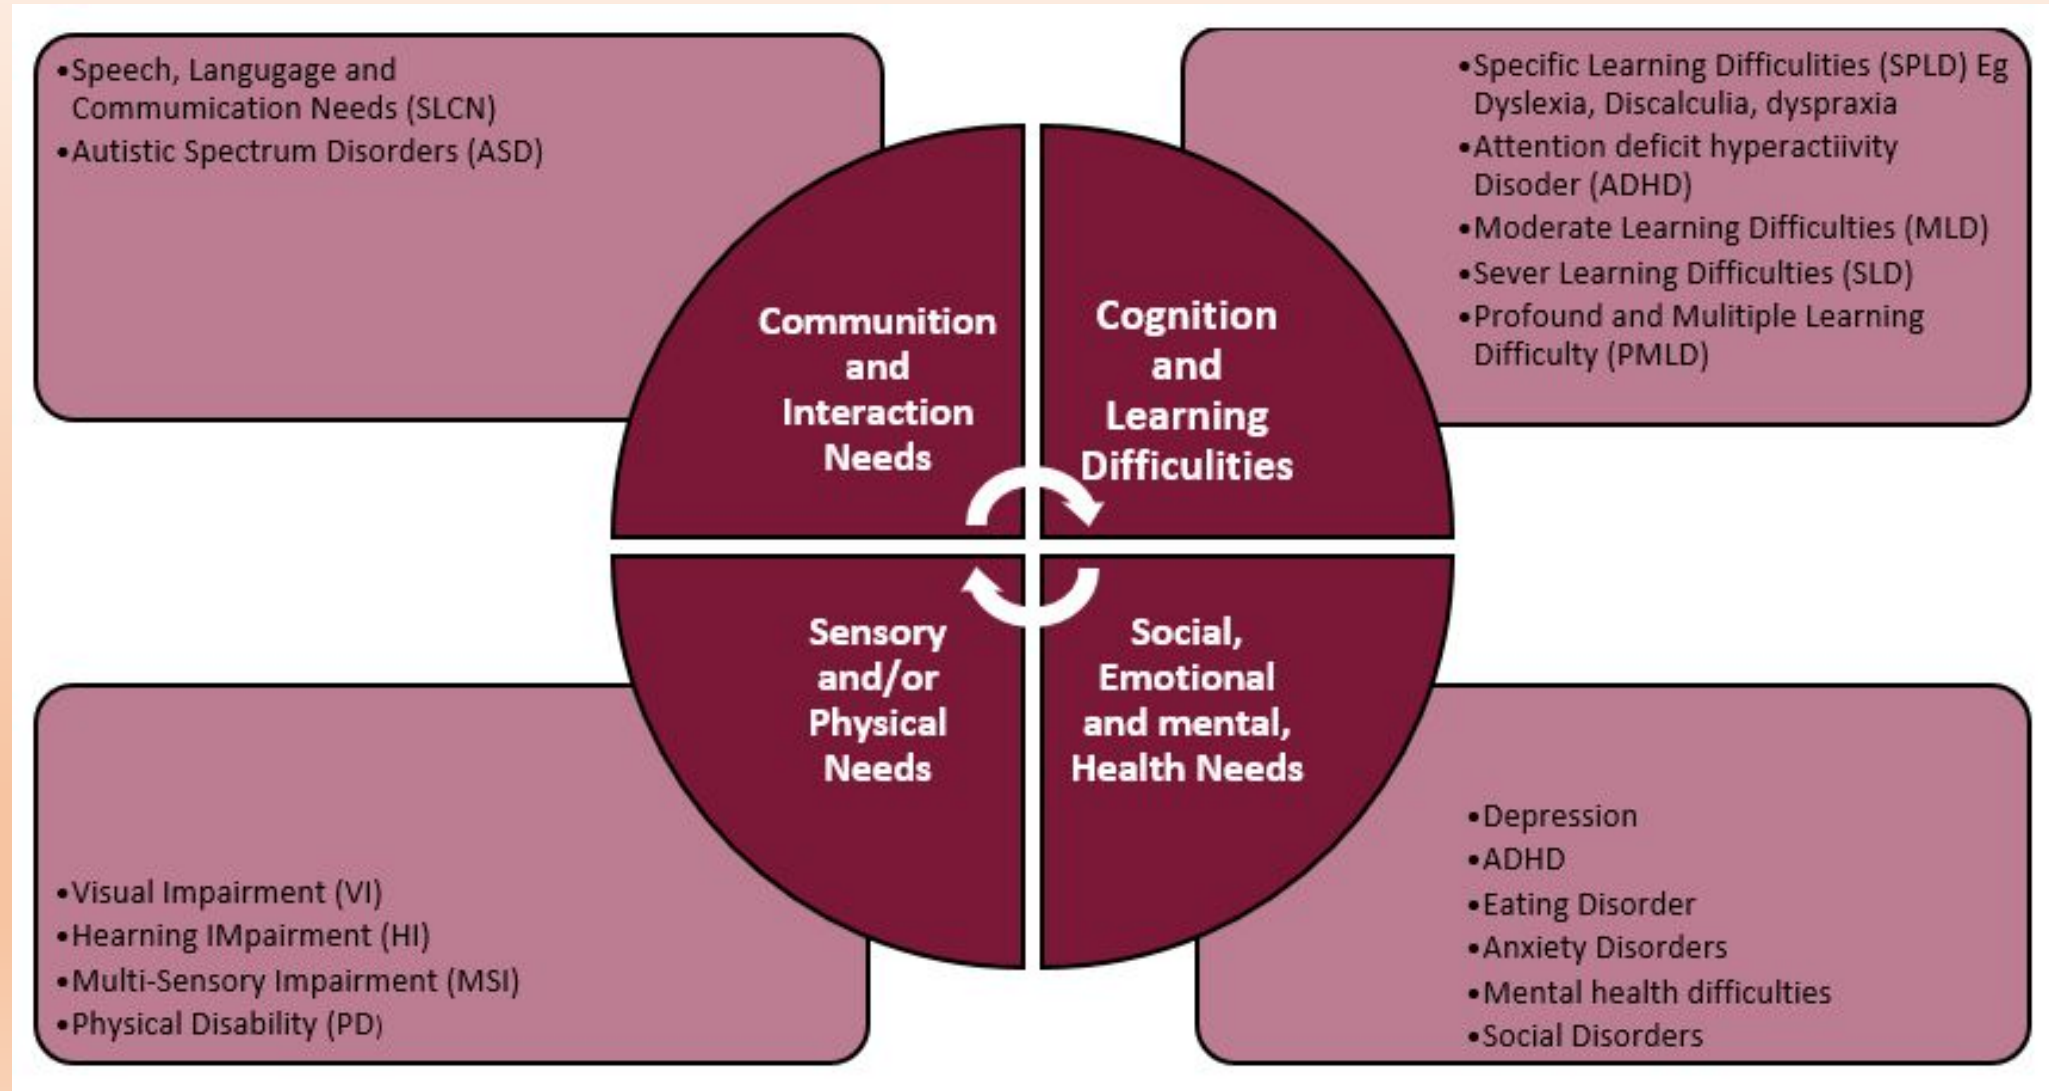 •Speech, Langugage and
Commumication Needs (SLCN)
•Autistic Spectrum Disorders (ASD)
•Specific Learning Difficulities (SPLD) Eg
Dyslexia, Discalculia, dyspraxia
•Attention deficit hyperactiivity
Disoder (ADHD)
•Moderate Learning Difficulties (MLD)
•Sever Learning Difficulties (SLD)
•Profound and Mulitiple Learning
Difficulty (PMLD)
Communition
and
Interaction
Needs
Cognition
and
Learning
Difficulities
Sensory
and/or
Physical
Needs
Social,
Emotional
and mental,
Health Needs
•Visual Impairment (VI)
•Hearning IMpairment (HI)
•Multi-Sensory Impairment (MSI)
•Physical Disability (PD)
•Depression
•ADHD
•Eating Disorder
•Anxiety Disorders
•Mental health difficulties
•Social Disorders